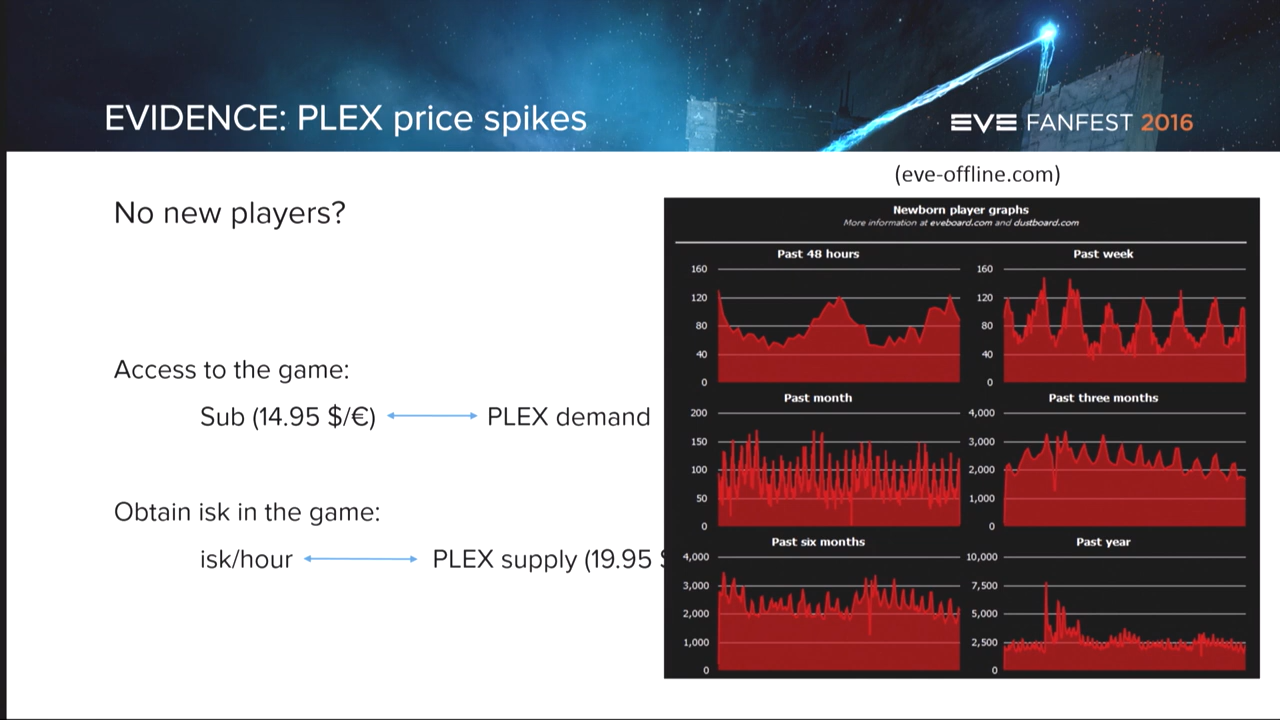 EVIDENCE: PLEX price spikes
EVE FANFEST 2016
(eve-offline.com)
No new players?
Access to the game:
Sub (14.95 $/€) PLEX demand
Obtain isk in the game:
isk/hour PLEX supply (19.95 $
Newborn player graphs
More information at eveboard.com and dustboard.com
Past 48 hours
160
120
80
40
0
Past week
160
120
80
40
0
Past month
200
150
100
50
0
Past three months
4,000
3,000
2,000
1,000
0
Past six months
4,000
3,000
2,000
1,000
0
Past year
10,000
7,500
5,000
2,500
0